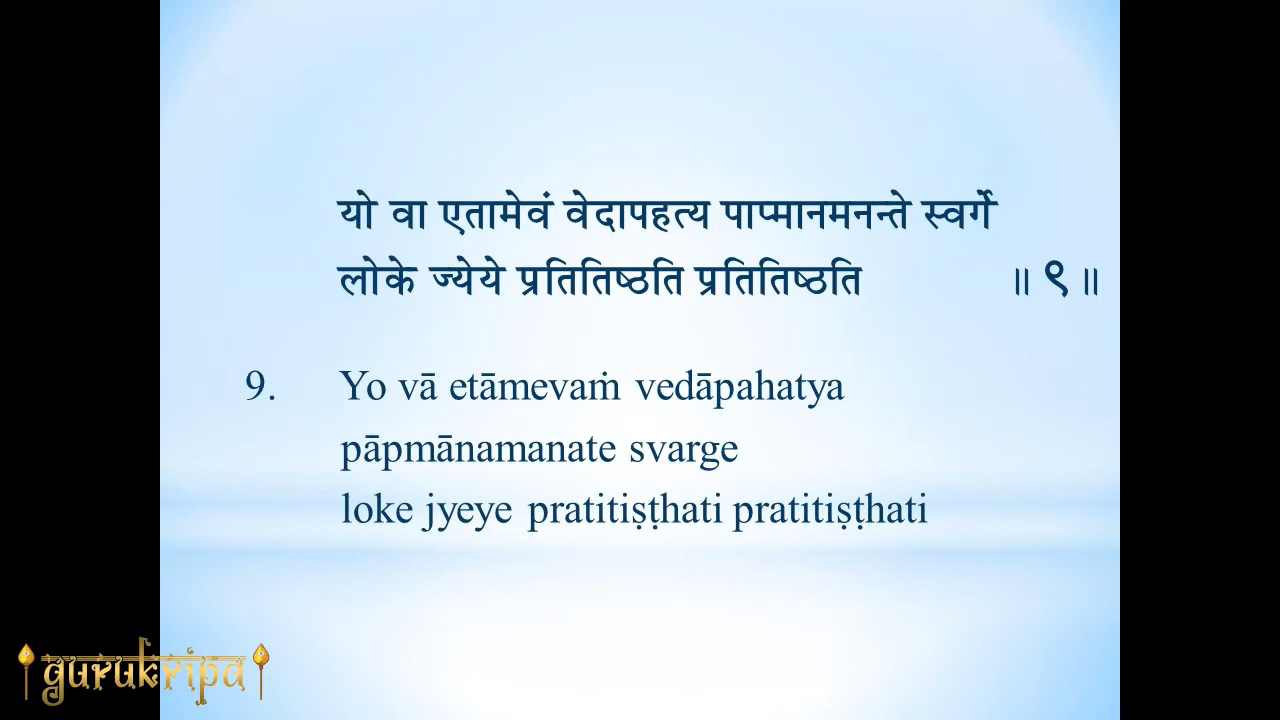 यो वा एतामेवं वेदापहत्य पाप्मानमनन्ते स्वर्गे
लोके ज्येये प्रतितिष्ठति प्रतितिष्ठति ॥ ९ ॥
9. Yo vā etāmevaṁ vedāpahatya
pāpmānamanate svarge
loke jyeye pratitiṣṭhati pratitiṣṭhati
gurukripa